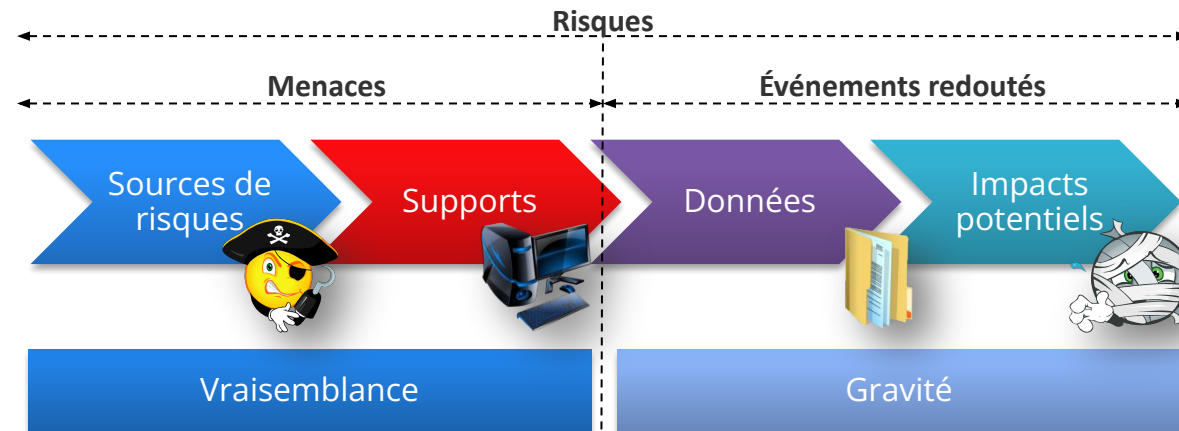 Risques
Menaces
Événements redoutés
Sources de
risques
Supports
Données
Impacts
potentiels
Vraisemblance
Gravité